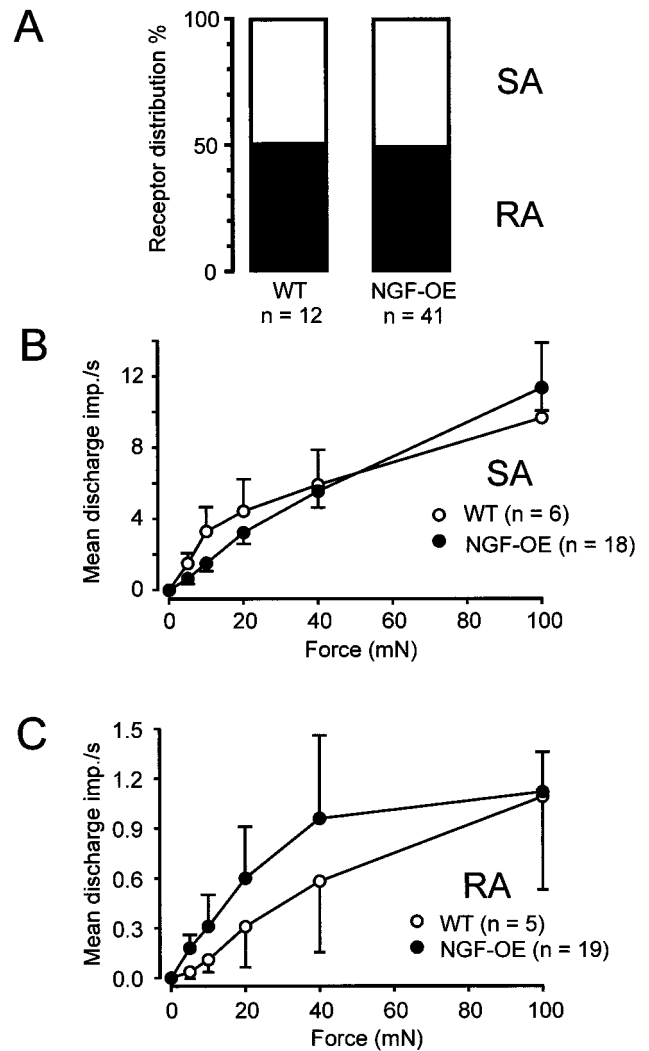 A
Receptor distribution %
100
50
0
SA
RA
WT
n = 12
NGF-OE
n = 41
B
Mean discharge imp./s
12
8
4
0
SA
WT (n = 6)
NGF-OE (n = 18)
0 20 40 60 80 100
Force (mN)
C
Mean discharge imp./s
1.5
1.2
0.9
0.6
0.3
0.0
RA
WT (n = 5)
NGF-OE (n = 19)
0 20 40 60 80 100
Force (mN)